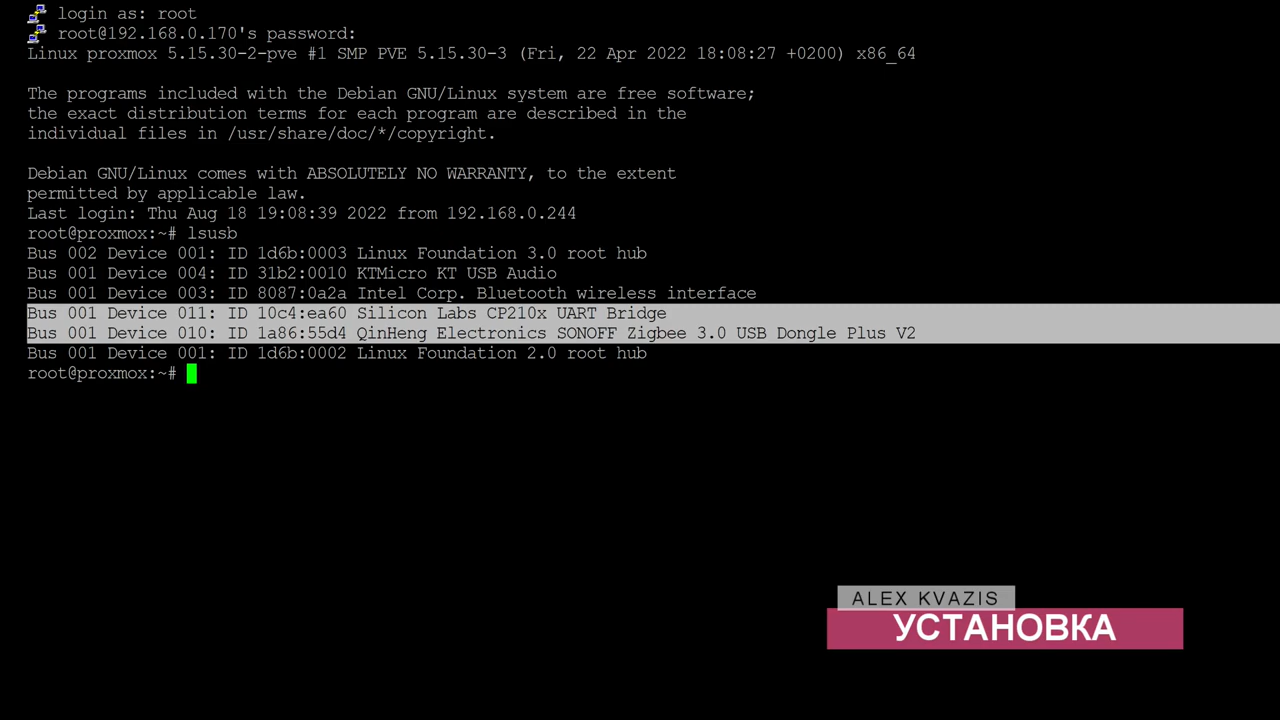 login as: root
root@192.168.0.170's password:
Linux proxmox 5.15.30-2-pve #1 SMP PVE 5.15.30-3 (Fri, 22 Apr 2022 18:08:27 +0200) x86_64
The programs included with the Debian GNU/Linux system are free software;
the exact distribution terms for each program are described in the
individual files in /usr/share/doc/*/copyright.
Debian GNU/Linux comes with ABSOLUTELY NO WARRANTY, to the extent
permitted by applicable law.
Last login: Thu Aug 18 19:08:39 2022 from 192.168.0.244
root@proxmox:~# lsusb
Bus 002 Device 001: ID 1d6b:0003 Linux Foundation 3.0 root hub
Bus 001 Device 004: ID 31b2:0010 KTMicro KT USB Audio
Bus 001 Device 003: ID 8087:0a2a Intel Corp. Bluetooth wireless interface
Bus 001 Device 011: ID 10c4:ea60 Silicon Labs CP210x UART Bridge
Bus 001 Device 010: ID 1a86:55d4 QinHeng Electronics SONOFF Zigbee 3.0 USB Dongle Plus V2
Bus 001 Device 001: ID 1d6b:0002 Linux Foundation 2.0 root hub
root@proxmox:~#
ALEX KVAZIS
УСТАНОВКА